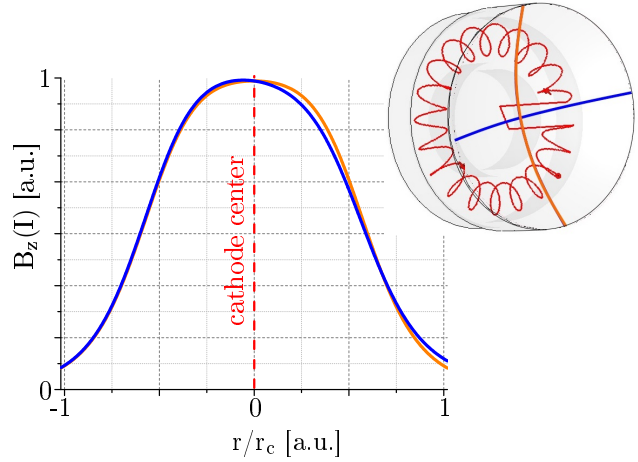 1
B_z(I) [a.u.]
cathode center
0
-1
0
1
r/r_c [a.u.]